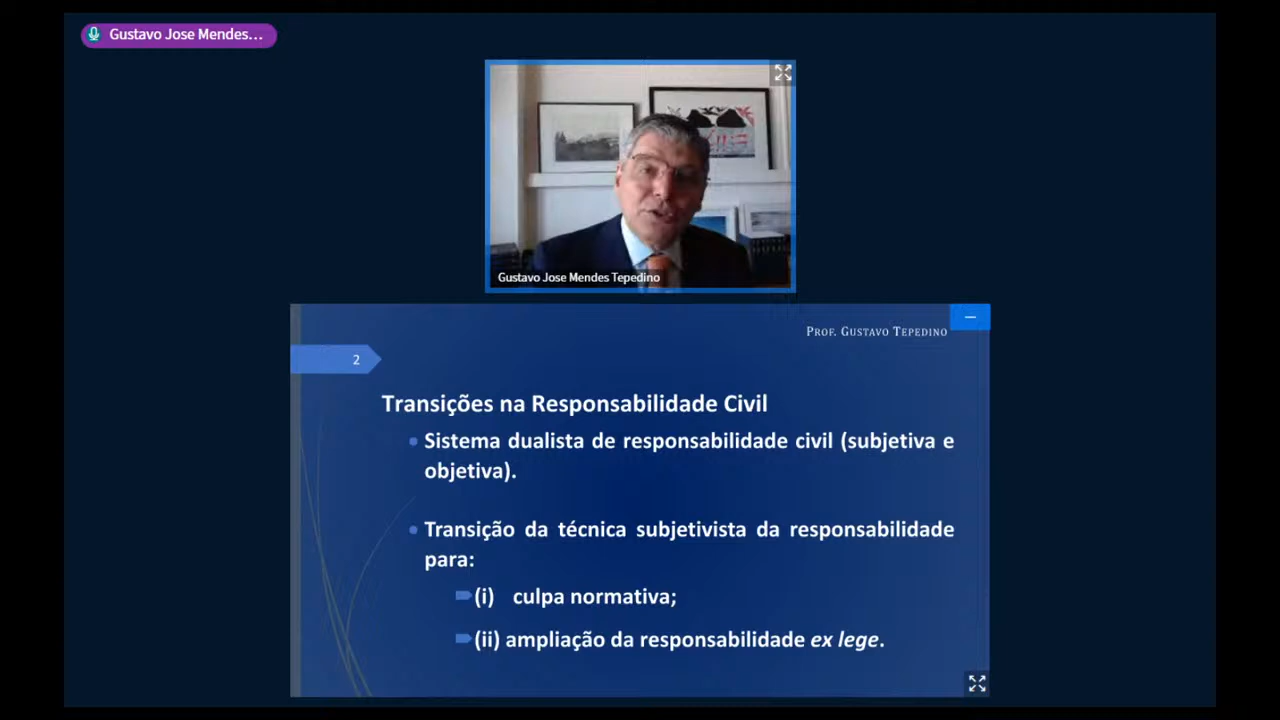 Gustavo Jose Mendes...
Gustavo Jose Mendes Tepedino
PROF. GUSTAVO TEPEDINO
2
Transições na Responsabilidade Civil
Sistema dualista de responsabilidade civil (subjetiva e
objetiva).
Transição da técnica subjetivista da responsabilidade
para:
(i) culpa normativa;
(ii) ampliação da responsabilidade ex lege.